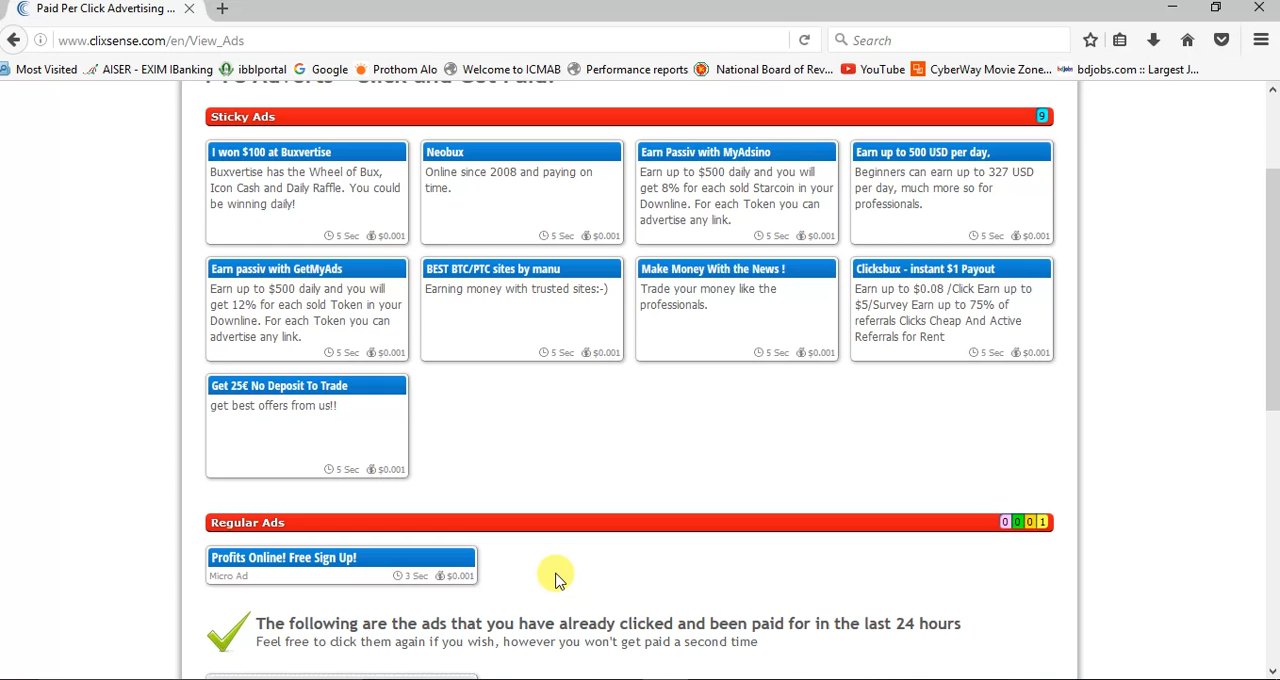 Paid Per Click Advertising ...
www.clixsense.com/en/View_Ads
Search
Most Visited
AISER - EXIM IBanking
ibblportal
Google
Prothom Alo
Welcome to ICMAB
Performance reports
National Board of Rev...
YouTube
CyberWay Movie Zone...
bdjobs.com :: Largest J...
Sticky Ads
9
I won $100 at Buxvertise
Buxvertise has the Wheel of Bux,
Icon Cash and Daily Raffle. You could
be winning daily!
5 Sec $0.001
Neobux
Online since 2008 and paying on
time.
5 Sec $0.001
Earn Passiv with MyAdsino
Earn up to $500 daily and you will
get 8% for each sold Starcoin in your
Downline. For each Token you can
advertise any link.
5 Sec $0.001
Earn up to 500 USD per day,
Beginners can earn up to 327 USD
per day, much more so for
professionals.
5 Sec $0.001
Earn passiv with GetMyAds
Earn up to $500 daily and you will
get 12% for each sold Token in your
Downline. For each Token you can
advertise any link.
5 Sec $0.001
BEST BTC/PTC sites by manu
Earning money with trusted sites:-)
5 Sec $0.001
Make Money With the News !
Trade your money like the
professionals.
5 Sec $0.001
Clicksbux - instant $1 Payout
Earn up to $0.08 /Click Earn up to
$5/Survey Earn up to 75% of
referrals Clicks Cheap And Active
Referrals for Rent
5 Sec $0.001
Get 25€ No Deposit To Trade
get best offers from us!!
5 Sec $0.001
Regular Ads
0 0 0 1
Profits Online! Free Sign Up!
Micro Ad 3 Sec $0.001
The following are the ads that you have already clicked and been paid for in the last 24 hours
Feel free to click them again if you wish, however you won't get paid a second time